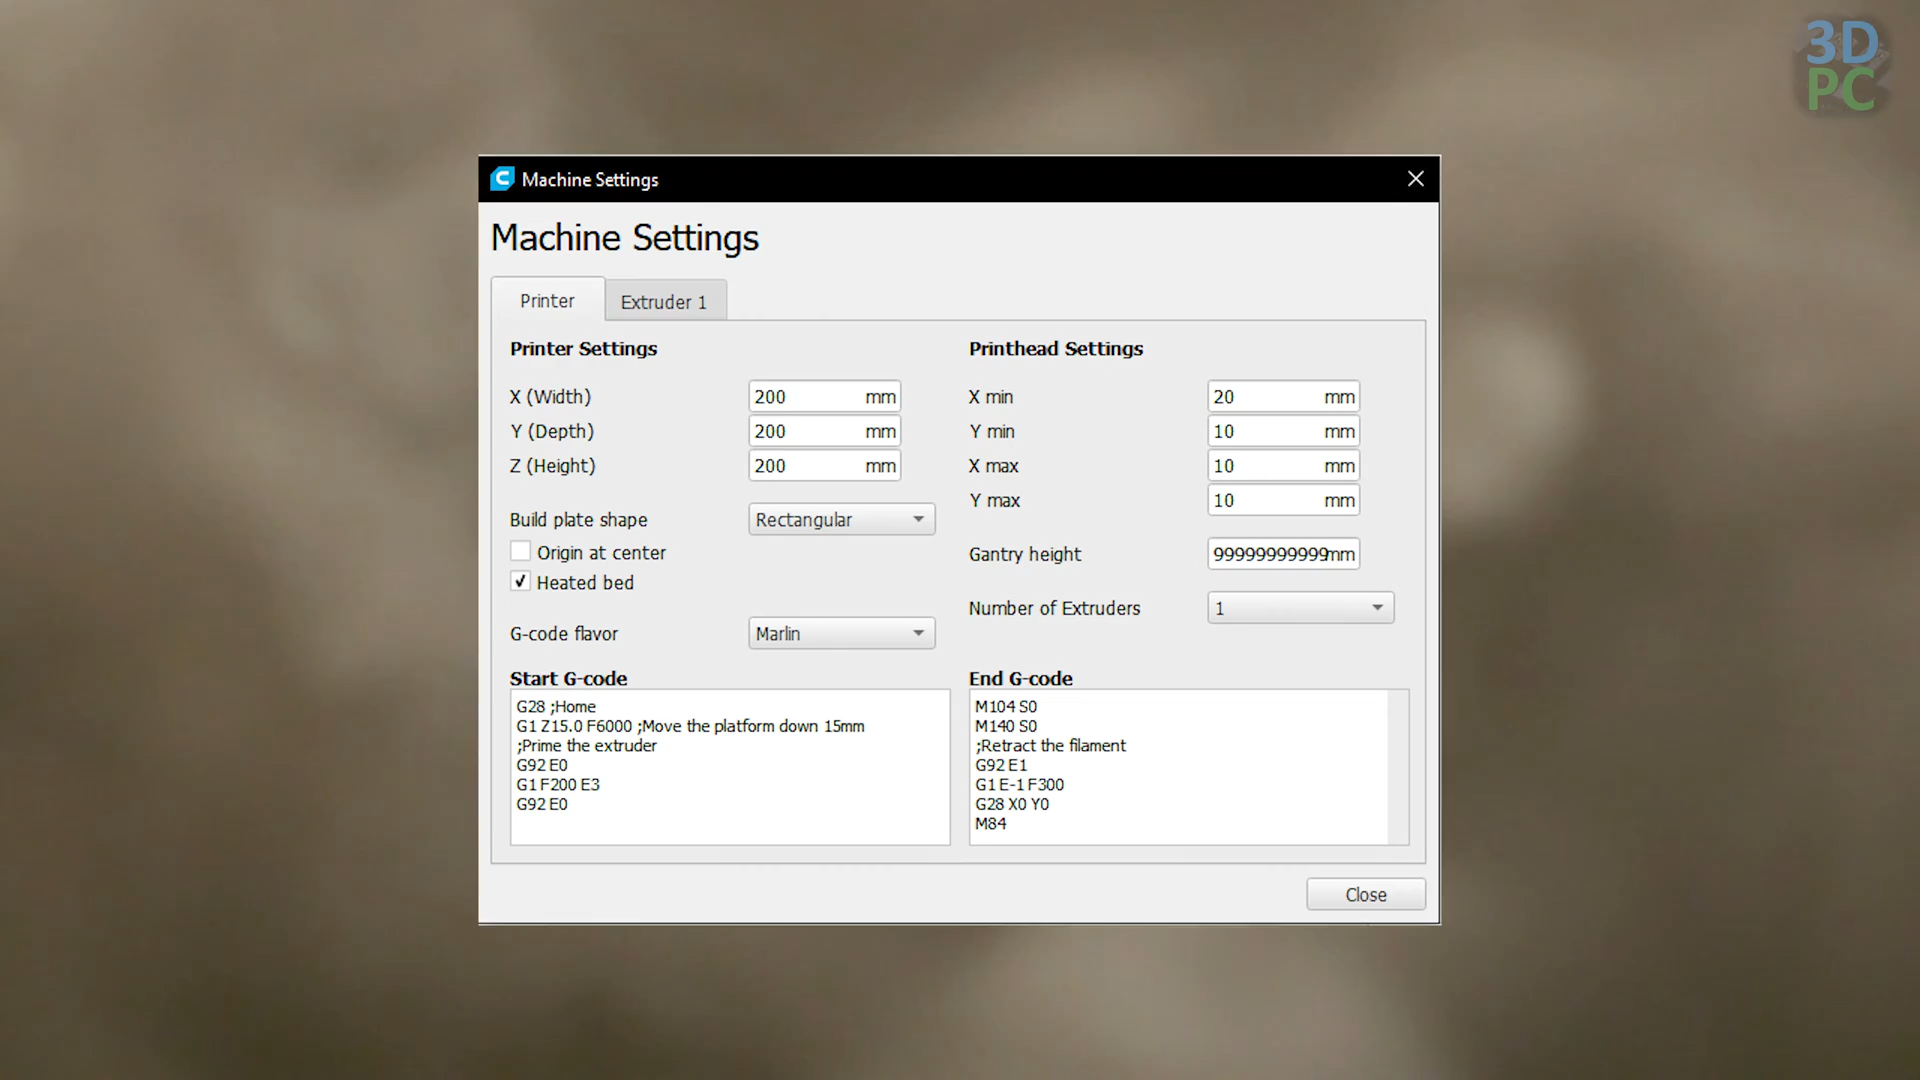 3D
PC
Machine Settings
Machine Settings
Printer
Extruder 1
Printer Settings
X (Width)
200 mm
Y (Depth)
200 mm
Z (Height)
200 mm
Build plate shape
Rectangular
Origin at center
Heated bed
G-code flavor
Marlin
Printhead Settings
X min
20 mm
Y min
10 mm
X max
10 mm
Y max
10 mm
Gantry height
99999999999mm
Number of Extruders
1
Start G-code
G28 ;Home
G1 Z15.0 F6000 ;Move the platform down 15mm
;Prime the extruder
G92 E0
G1 F200 E3
G92 E0
End G-code
M104 S0
M140 S0
;Retract the filament
G92 E1
G1 E-1 F300
G28 X0 Y0
M84
Close